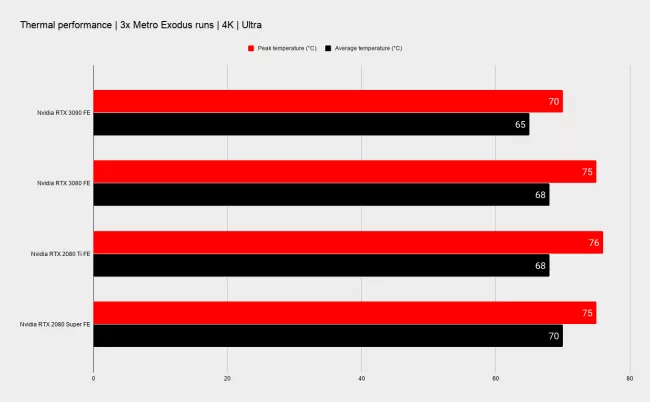 Thermal performance | 3x Metro Exodus runs | 4K | Ultra
Peak temperature (°C) Average temperature (°C)
Nvidia RTX 3090 FE
70
65
Nvidia RTX 3080 FE
75
68
Nvidia RTX 2080 Ti FE
76
68
Nvidia RTX 2080 Super FE
75
70
0 20 40 60 80